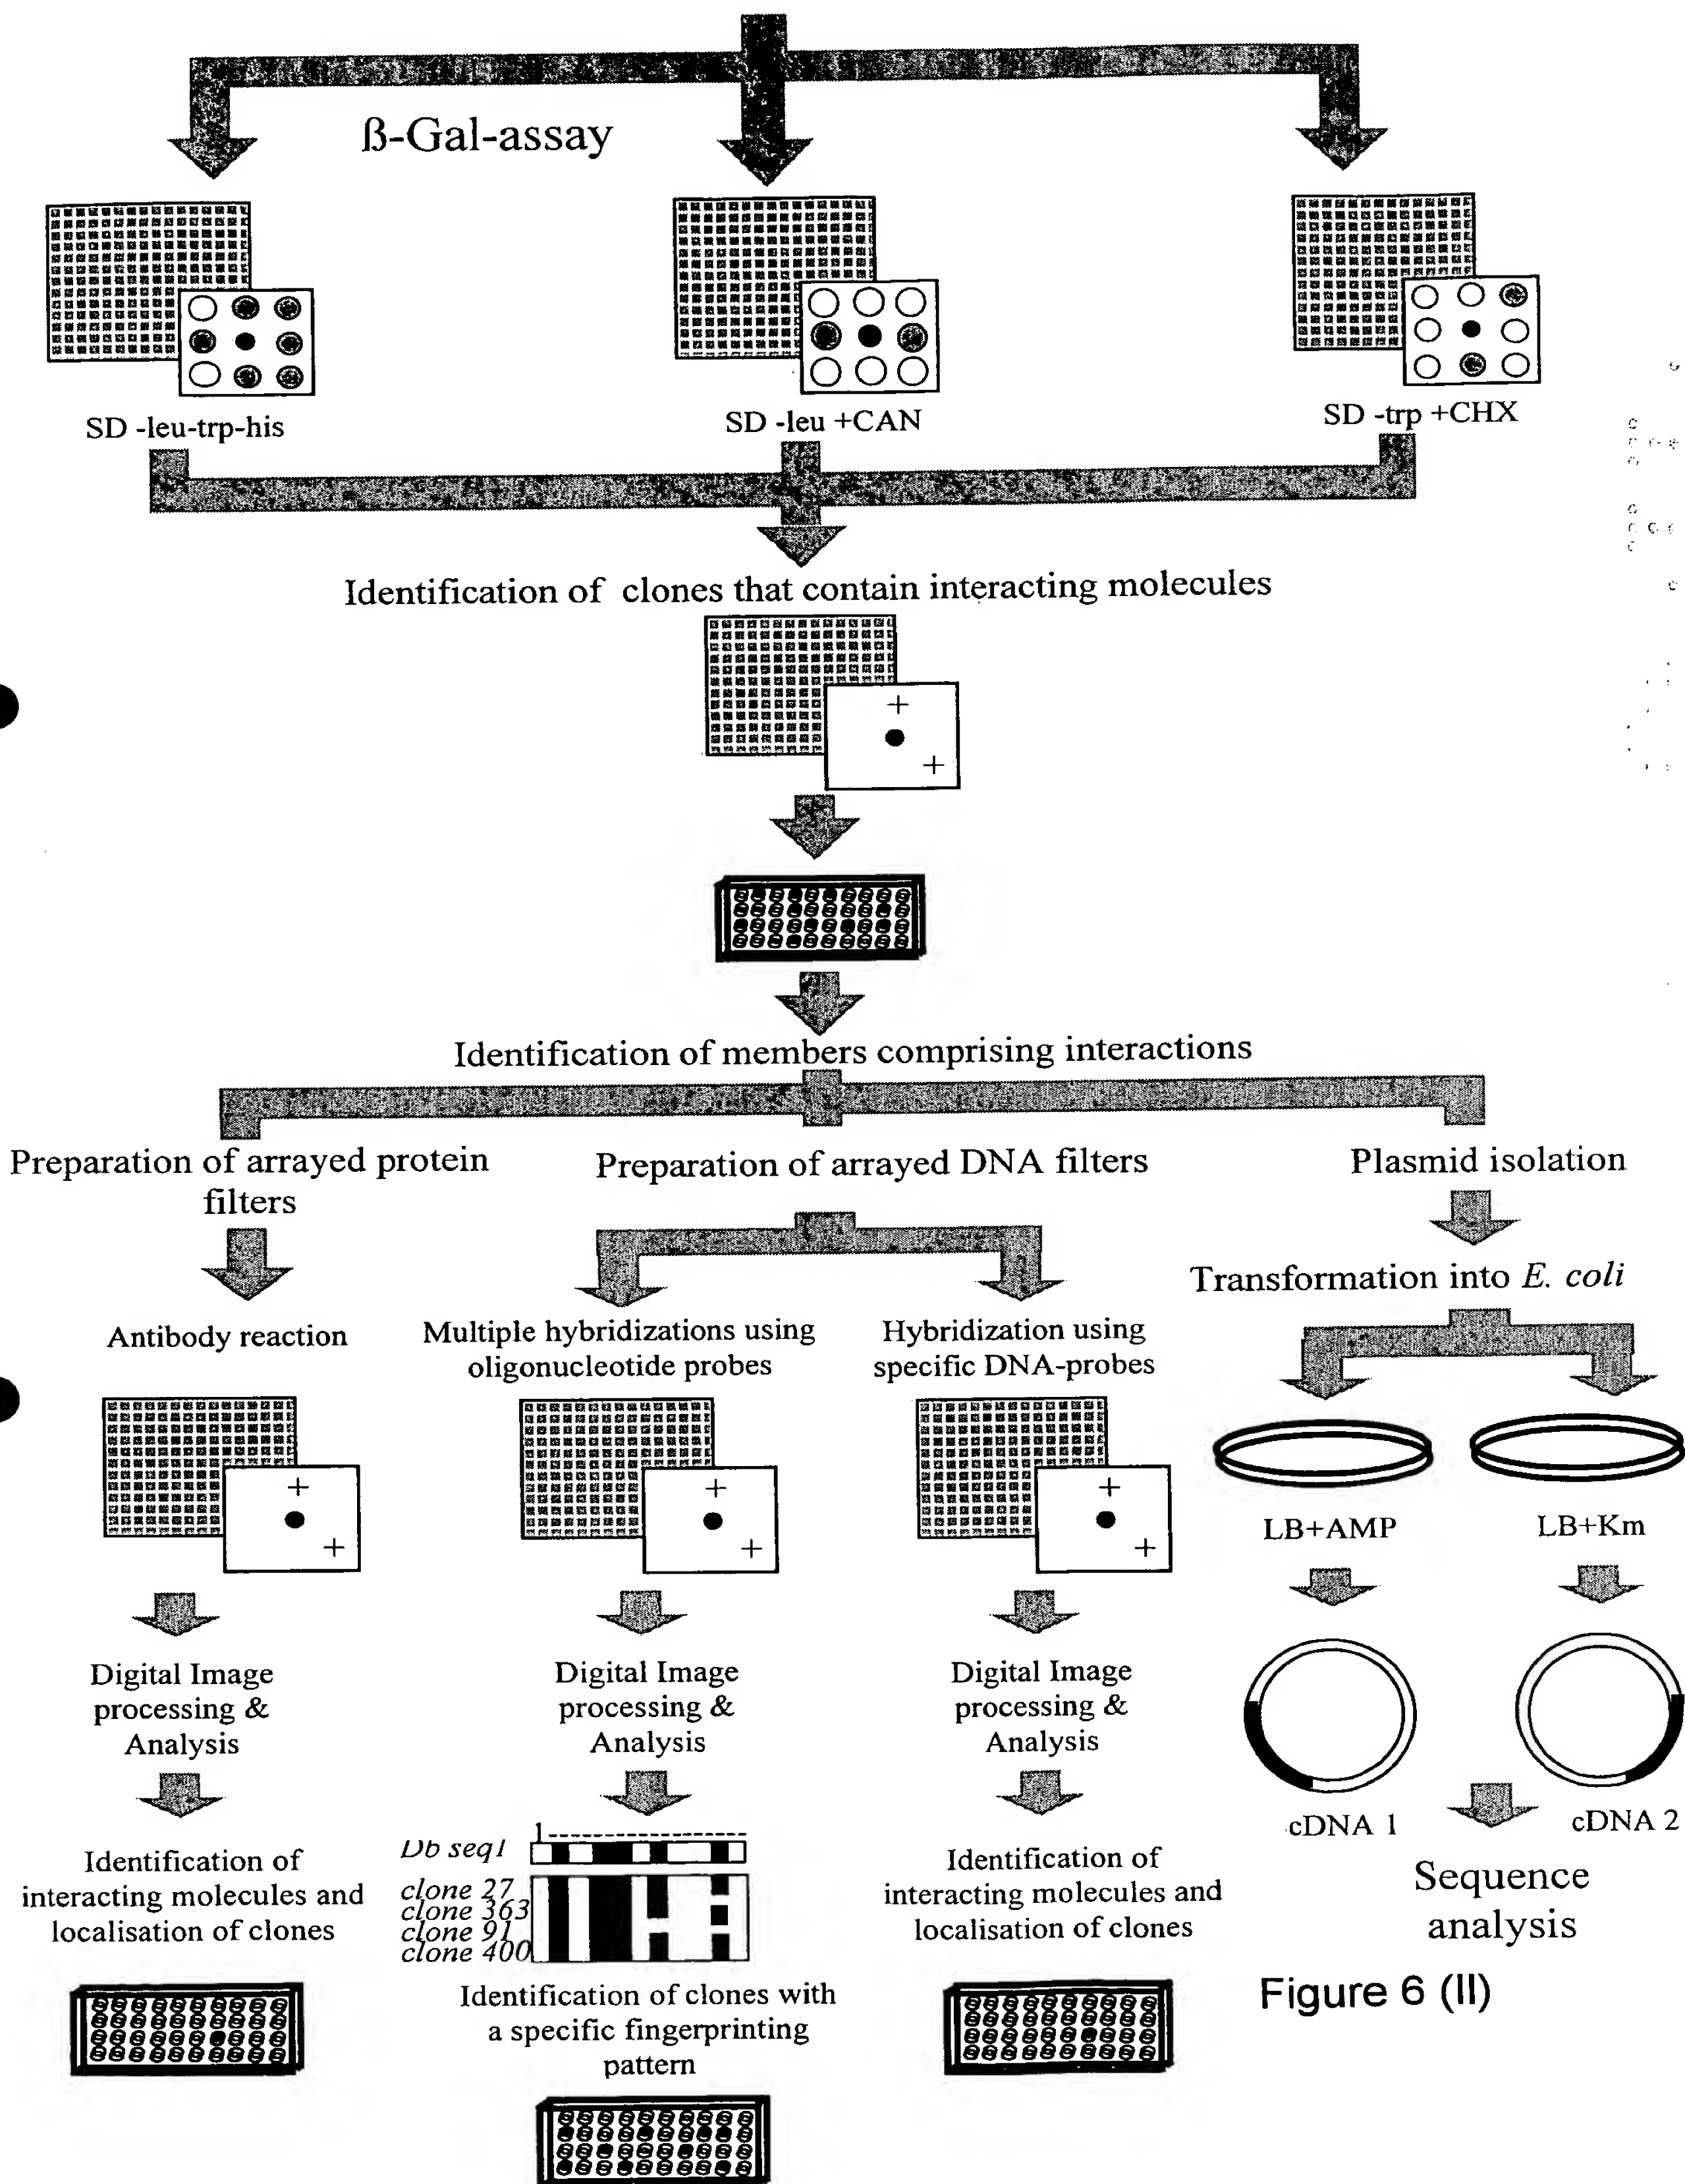 ß-Gal-assay
SD -leu-trp-his
SD -leu +CAN
SD -trp +CHX
Identification of clones that contain interacting molecules
+
+
Identification of members comprising interactions
Preparation of arrayed protein
filters
Preparation of arrayed DNA filters
Plasmid isolation
Transformation into E. coli
Antibody reaction
Multiple hybridizations using
oligonucleotide probes
Hybridization using
specific DNA-probes
+
+
+
+
+
+
LB+AMP
LB+Km
Digital Image
processing &
Analysis
Digital Image
processing &
Analysis
Digital Image
processing &
Analysis
cDNA 1
cDNA 2
Identification of
interacting molecules and
localisation of clones
1--------------------
Db seq1
clone 27
clone 363
clone 91
clone 400
Identification of clones with
a specific fingerprinting
pattern
Identification of
interacting molecules and
localisation of clones
Sequence
analysis
Figure 6 (II)